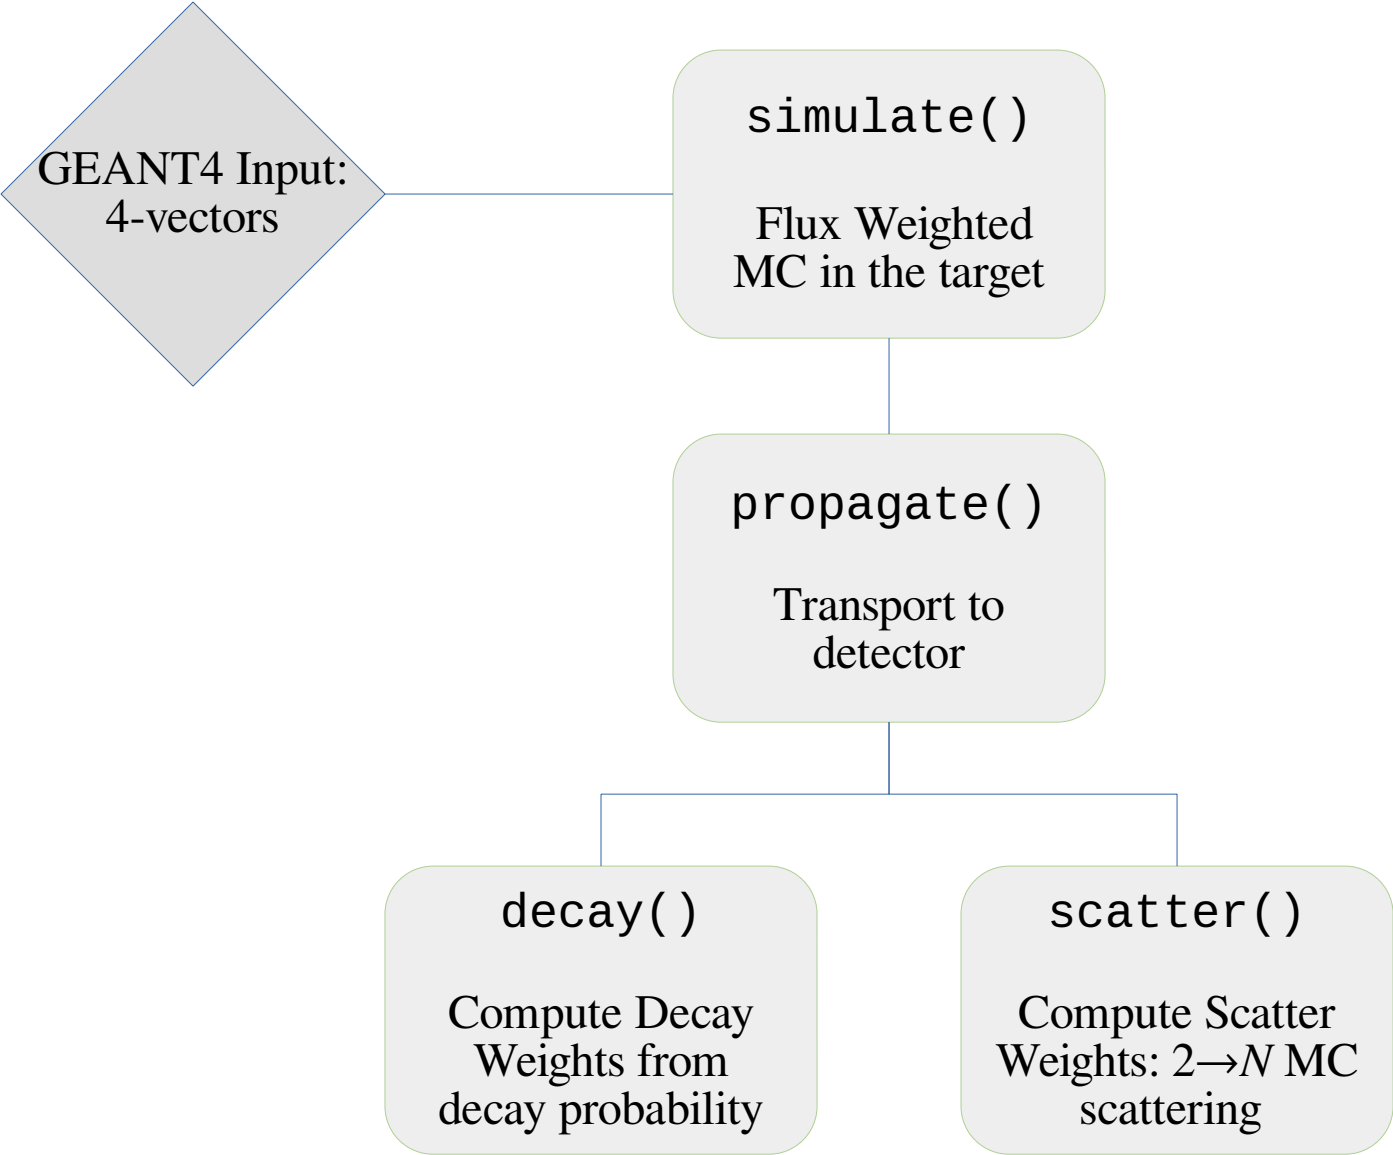 GEANT4 Input:
4-vectors
simulate()
Flux Weighted
MC in the target
propagate()
Transport to
detector
decay()
Compute Decay
Weights from
decay probability
scatter()
Compute Scatter
Weights: 2→N MC
scattering